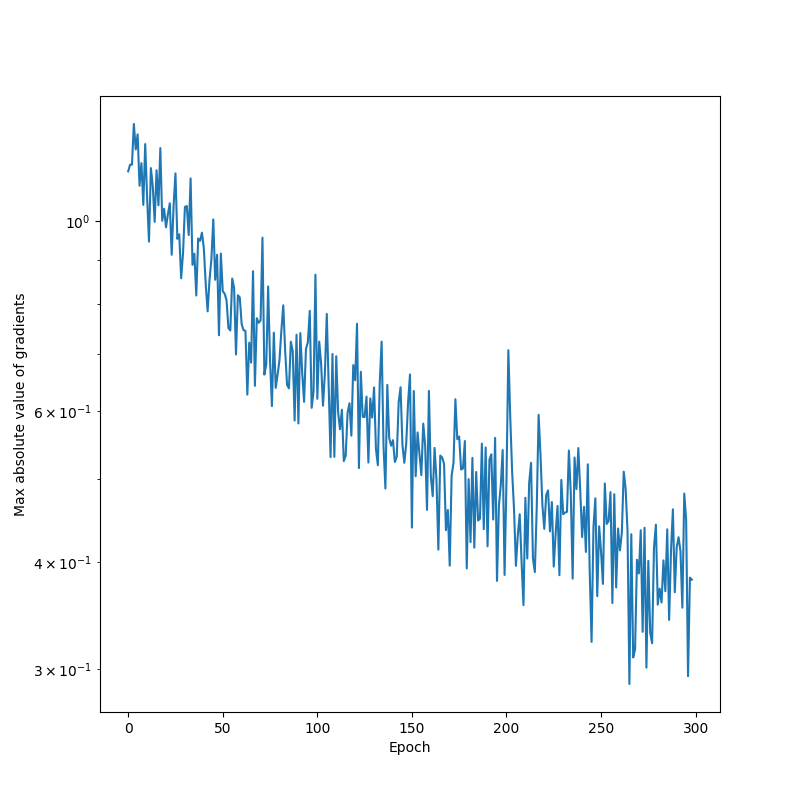 Max absolute value of gradients
10⁰
6 × 10⁻¹
4 × 10⁻¹
3 × 10⁻¹
0 50 100 150 200 250 300
Epoch